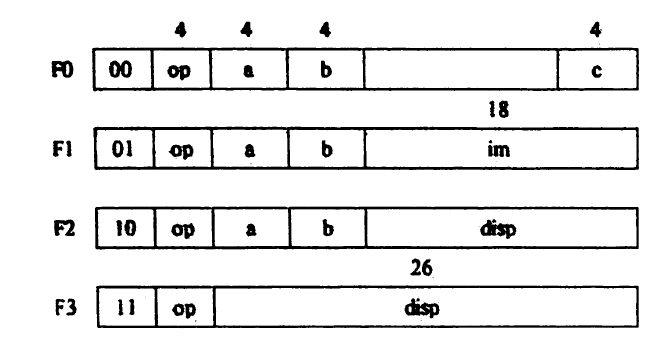 4 4 4 4
F0 00 op a b c
18
F1 01 op a b im
F2 10 op a b disp
26
F3 11 op disp